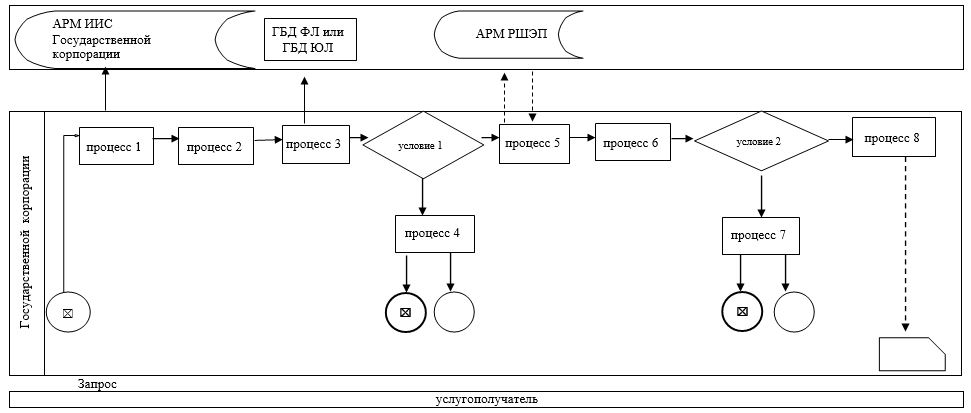 АРМ ИИС
Государственной
корпорации
ГБД ФЛ или
ГБД ЮЛ
АРМ РШЭП
Государственной корпорации
процесс 1
процесс 2
процесс 3
условие 1
процесс 5
процесс 6
условие 2
процесс 8
процесс 4
процесс 7
Запрос
услугополучатель